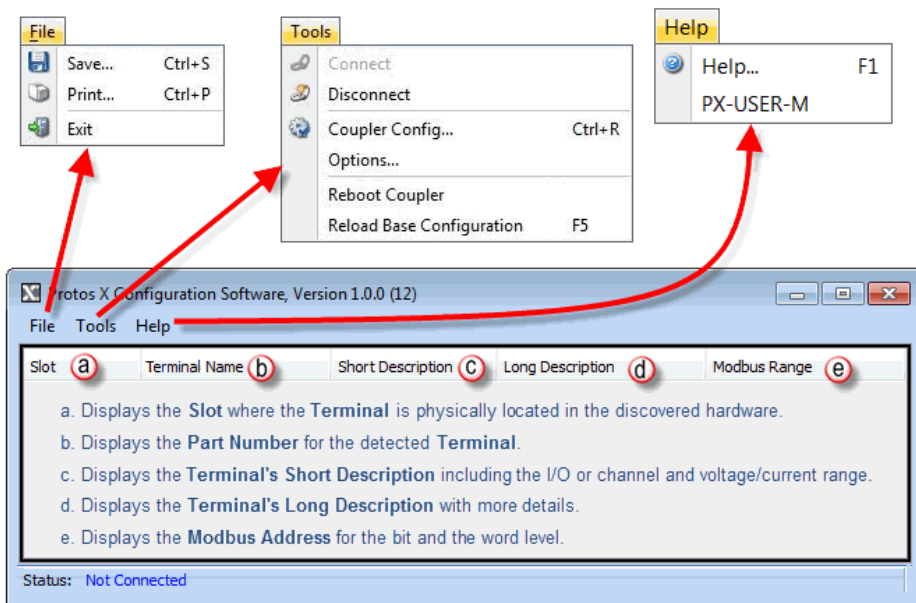 File
Save... Ctrl+S
Print... Ctrl+P
Exit
Tools
Connect
Disconnect
Coupler Config... Ctrl+R
Options...
Reboot Coupler
Reload Base Configuration F5
Help
Help... F1
PX-USER-M
Protos X Configuration Software, Version 1.0.0 (12)
File Tools Help
Slot a Terminal Name b Short Description c Long Description d Modbus Range e
a. Displays the Slot where the Terminal is physically located in the discovered hardware.
b. Displays the Part Number for the detected Terminal.
c. Displays the Terminal's Short Description including the I/O or channel and voltage/current range.
d. Displays the Terminal's Long Description with more details.
e. Displays the Modbus Address for the bit and the word level.
Status: Not Connected